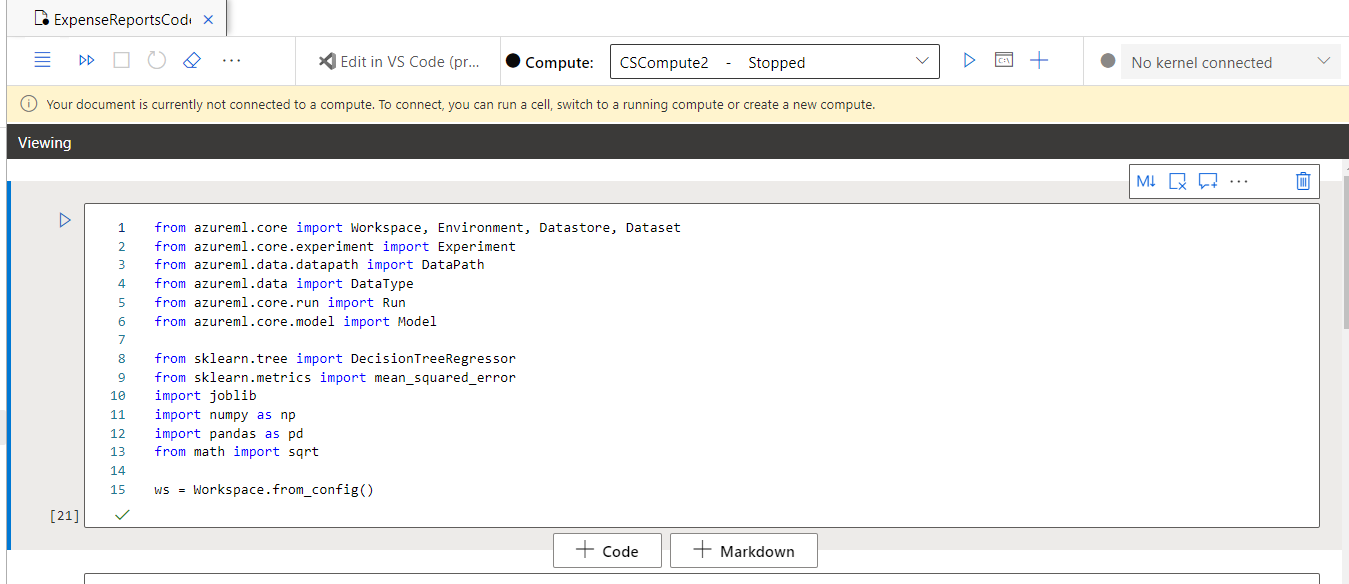 ExpenseReportsCode
Edit in VS Code (pr... Compute: CSCompute2 - Stopped No kernel connected
Your document is currently not connected to a compute. To connect, you can run a cell, switch to a running compute or create a new compute.
Viewing
M↓ ···
1 from azureml.core import Workspace, Environment, Datastore, Dataset
2 from azureml.core.experiment import Experiment
3 from azureml.data.datapath import DataPath
4 from azureml.data import DataType
5 from azureml.core.run import Run
6 from azureml.core.model import Model
7
8 from sklearn.tree import DecisionTreeRegressor
9 from sklearn.metrics import mean_squared_error
10 import joblib
11 import numpy as np
12 import pandas as pd
13 from math import sqrt
14
15 ws = Workspace.from_config()
[21]
+ Code + Markdown